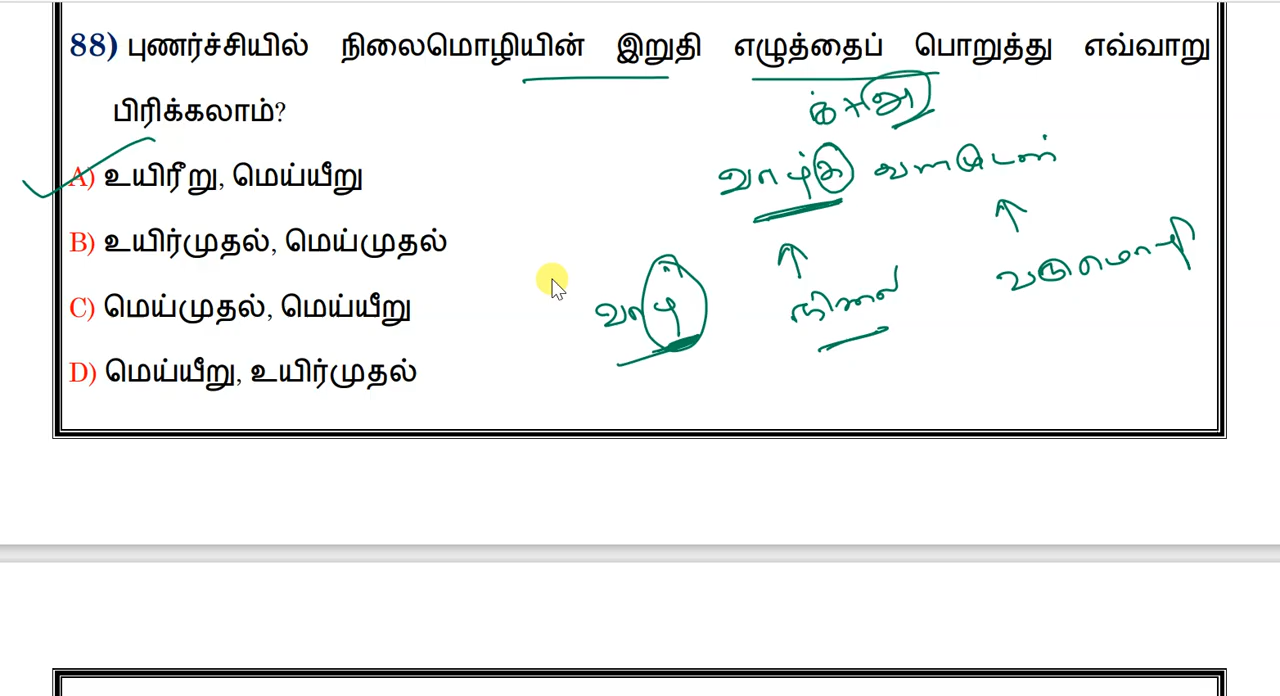 88) புணர்ச்சியில் நிலைமொழியின் இறுதி எழுத்தைப் பொறுத்து எவ்வாறு
பிரிக்கலாம்?
க்+அ
A) உயிரீறு, மெய்யீறு
வாழ்க வளமுடன்
B) உயிர்முதல், மெய்முதல்
வருமொழி
C) மெய்முதல், மெய்யீறு
வாழ்
நிலை
D) மெய்யீறு, உயிர்முதல்